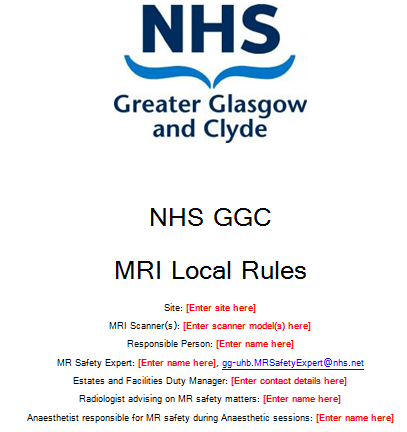 NHS
Greater Glasgow
and Clyde
NHS GGC
MRI Local Rules
Site: [Enter site here]
MRI Scanner(s): [Enter scanner model(s) here]
Responsible Person: [Enter name here]
MR Safety Expert: [Enter name here], gg-uhb.MRSafetyExpert@nhs.net
Estates and Facilities Duty Manager: [Enter contact details here]
Radiologist advising on MR safety matters: [Enter name here]
Anaesthetist responsible for MR safety during Anaesthetic sessions: [Enter name here]